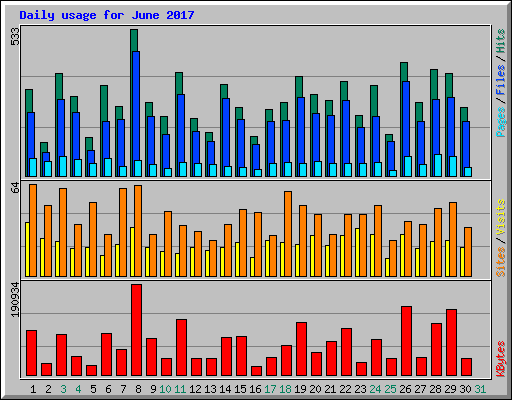 Daily usage for June 2017
533
Pages / Files / Hits
64
Sites / Visits
190934
KBytes
1 2 3 4 5 6 7 8 9 10 11 12 13 14 15 16 17 18 19 20 21 22 23 24 25 26 27 28 29 30 31